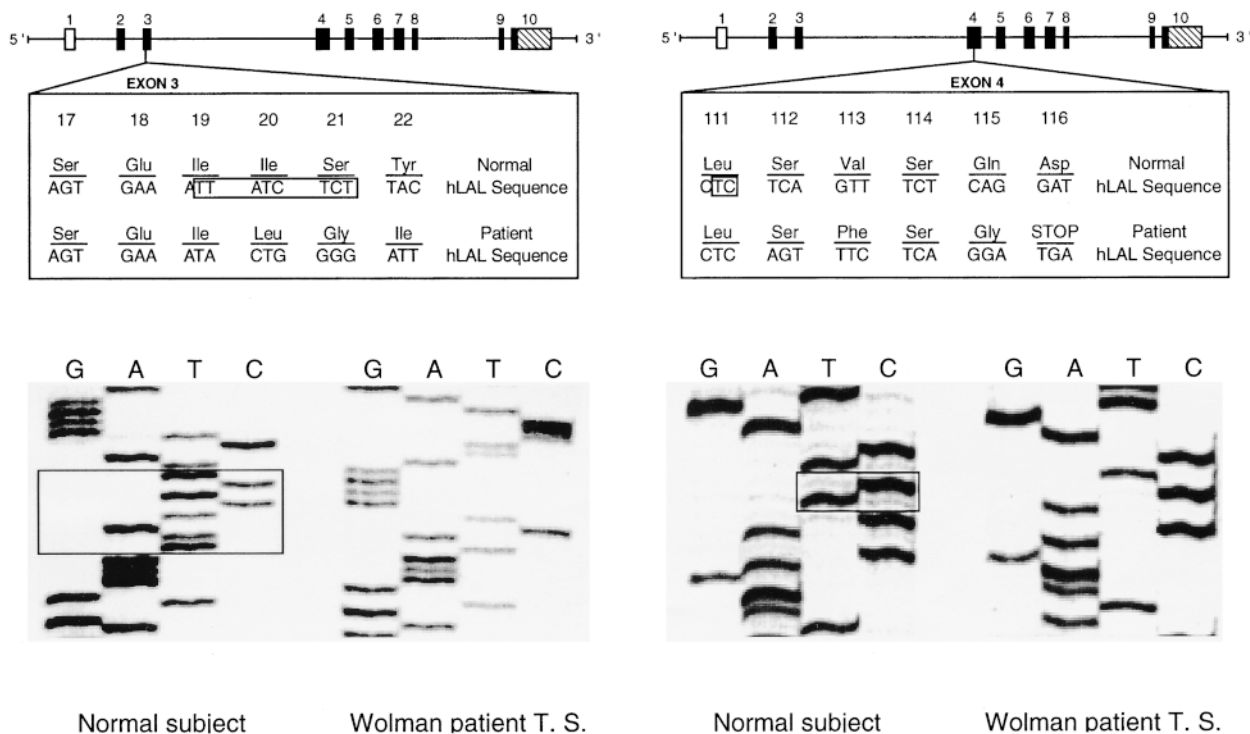 1 2 3 4 5 6 7 8 9 10
5' 3'
EXON 3
17 18 19 20 21 22
Ser Glu Ile Ile Ser Tyr Normal
AGT GAA ATT ATC TCT TAC hLAL Sequence
Ser Glu Ile Leu Gly Ile Patient
AGT GAA ATA CTG GGG ATT hLAL Sequence
G A T C G A T C
Normal subject Wolman patient T. S.
1 2 3 4 5 6 7 8 9 10
5' 3'
EXON 4
111 112 113 114 115 116
Leu Ser Val Ser Gln Asp Normal
CTC TCA GTT TCT CAG GAT hLAL Sequence
Leu Ser Phe Ser Gly STOP Patient
CTC AGT TTC TCA GGA TGA hLAL Sequence
G A T C G A T C
Normal subject Wolman patient T. S.